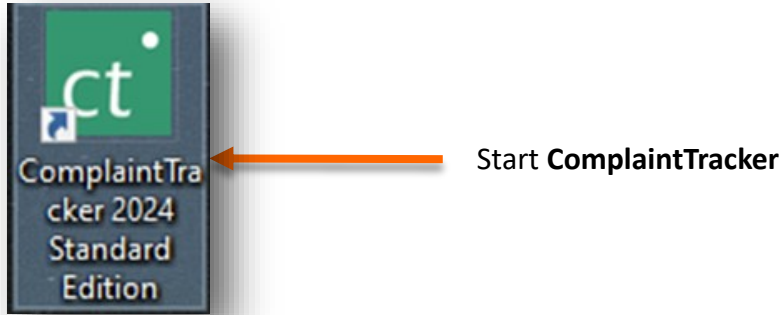 ct
ComplaintTra
cker 2024
Standard
Edition
Start ComplaintTracker